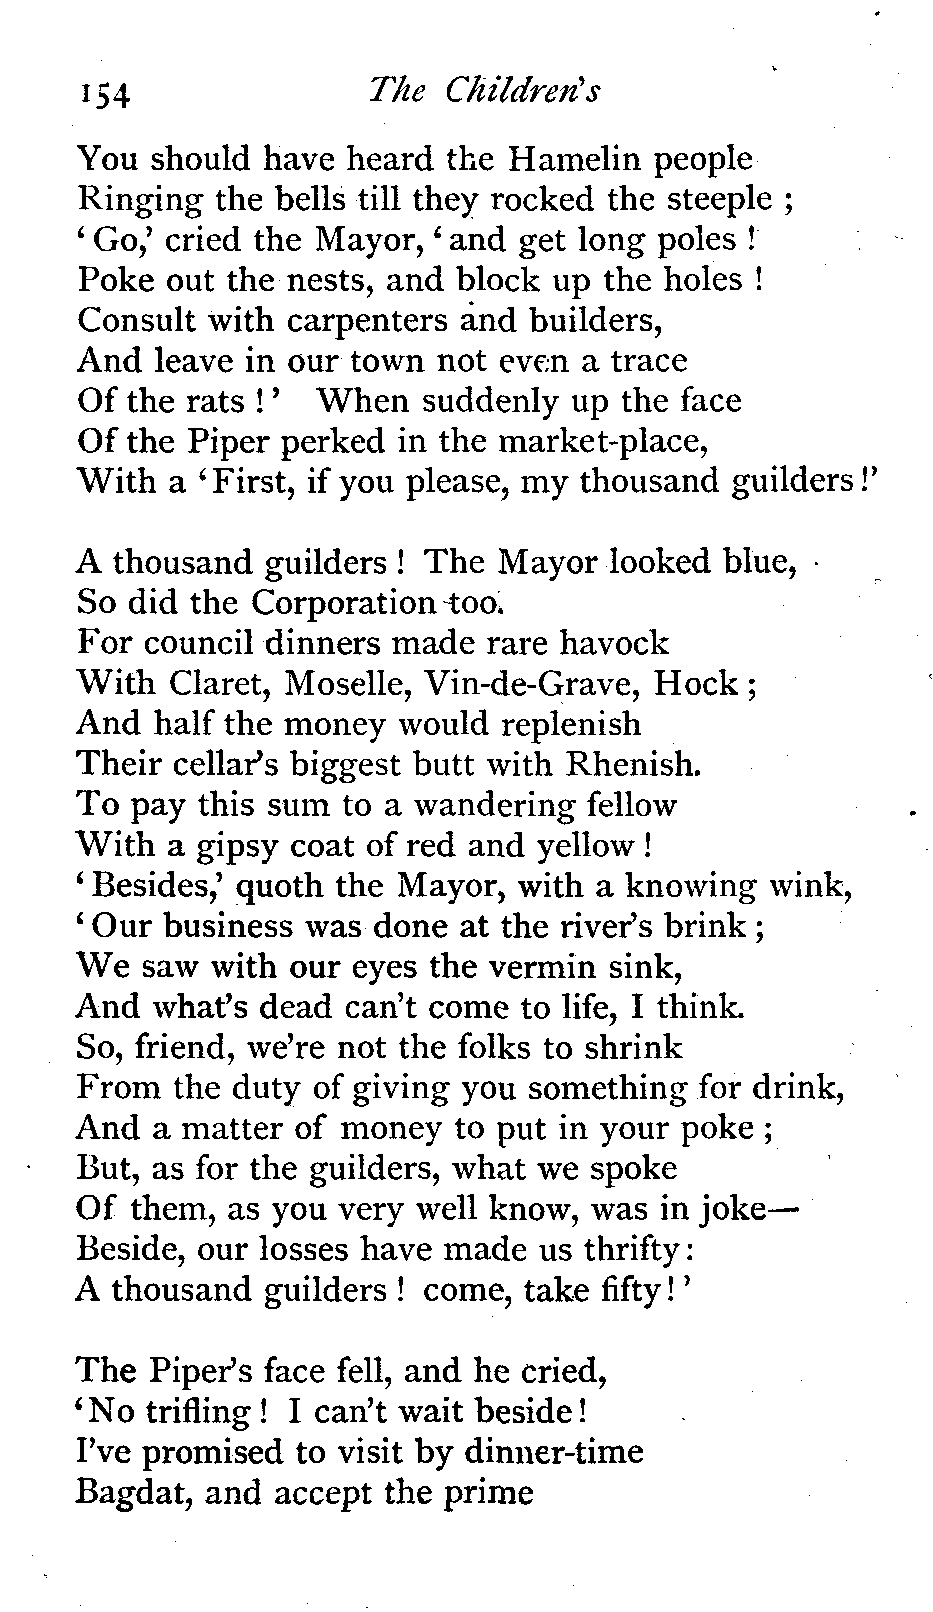 154 The Children's
You should have heard the Hamelin people
Ringing the bells till they rocked the steeple ;
‘ Go,’ cried the Mayor, ‘ and get long poles !
Poke out the nests, and block up the holes !
Consult with carpenters and builders,
And leave in our town not even a trace
Of the rats ! ’ When suddenly up the face
Of the Piper perked in the market-place,
With a ‘ First, if you please, my thousand guilders !’
A thousand guilders ! The Mayor looked blue,
So did the Corporation too.
For council dinners made rare havock
With Claret, Moselle, Vin-de-Grave, Hock ;
And half the money would replenish
Their cellar's biggest butt with Rhenish.
To pay this sum to a wandering fellow
With a gipsy coat of red and yellow !
‘ Besides,’ quoth the Mayor, with a knowing wink,
‘ Our business was done at the river's brink ;
We saw with our eyes the vermin sink,
And what's dead can't come to life, I think.
So, friend, we're not the folks to shrink
From the duty of giving you something for drink,
And a matter of money to put in your poke ;
But, as for the guilders, what we spoke
Of them, as you very well know, was in joke—
Beside, our losses have made us thrifty :
A thousand guilders ! come, take fifty ! ’
The Piper's face fell, and he cried,
‘ No trifling ! I can't wait beside !
I've promised to visit by dinner-time
Bagdat, and accept the prime